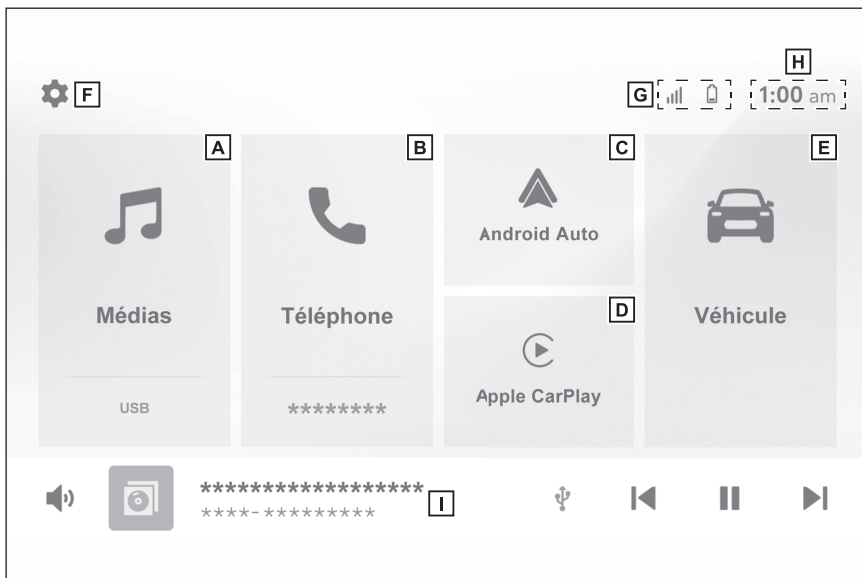 H
F
G
1:00 am
A
B
C
E
Android Auto
Médias
Téléphone
D
Véhicule
Apple CarPlay
USB
********
******************
****-*********
I